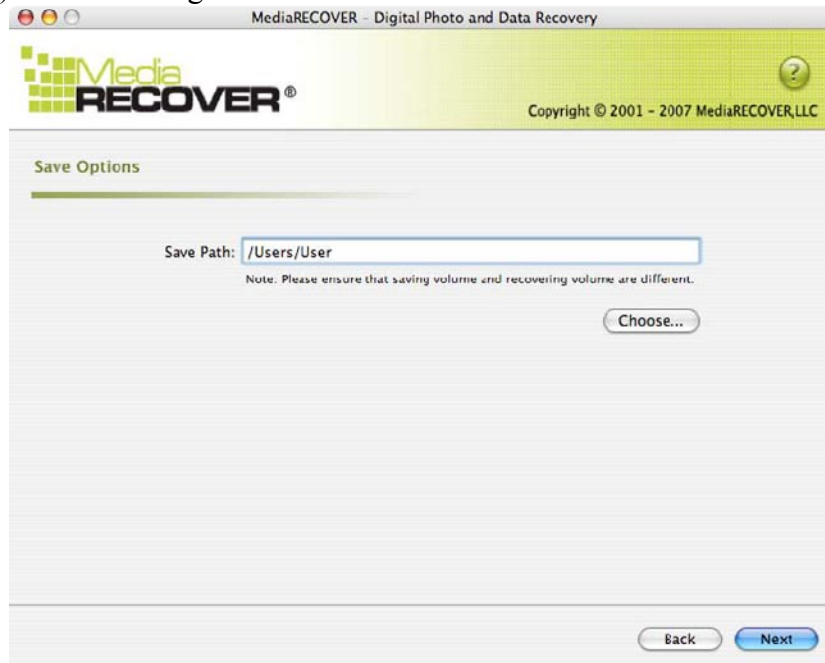 MediaRECOVER - Digital Photo and Data Recovery
Media
RECOVER®
?
Copyright © 2001 - 2007 MediaRECOVER,LLC
Save Options
Save Path: /Users/User
Note: Please ensure that saving volume and recovering volume are different.
Choose...
Back Next